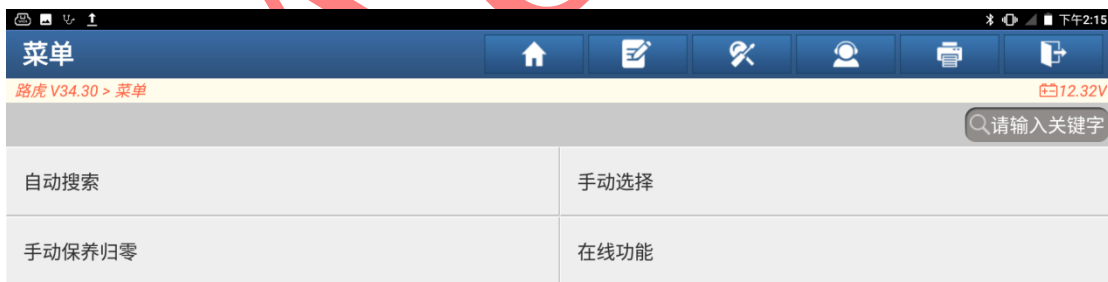 下午2:15
菜单
路虎 V34.30 > 菜单
12.32V
请输入关键字
自动搜索
手动选择
手动保养归零
在线功能